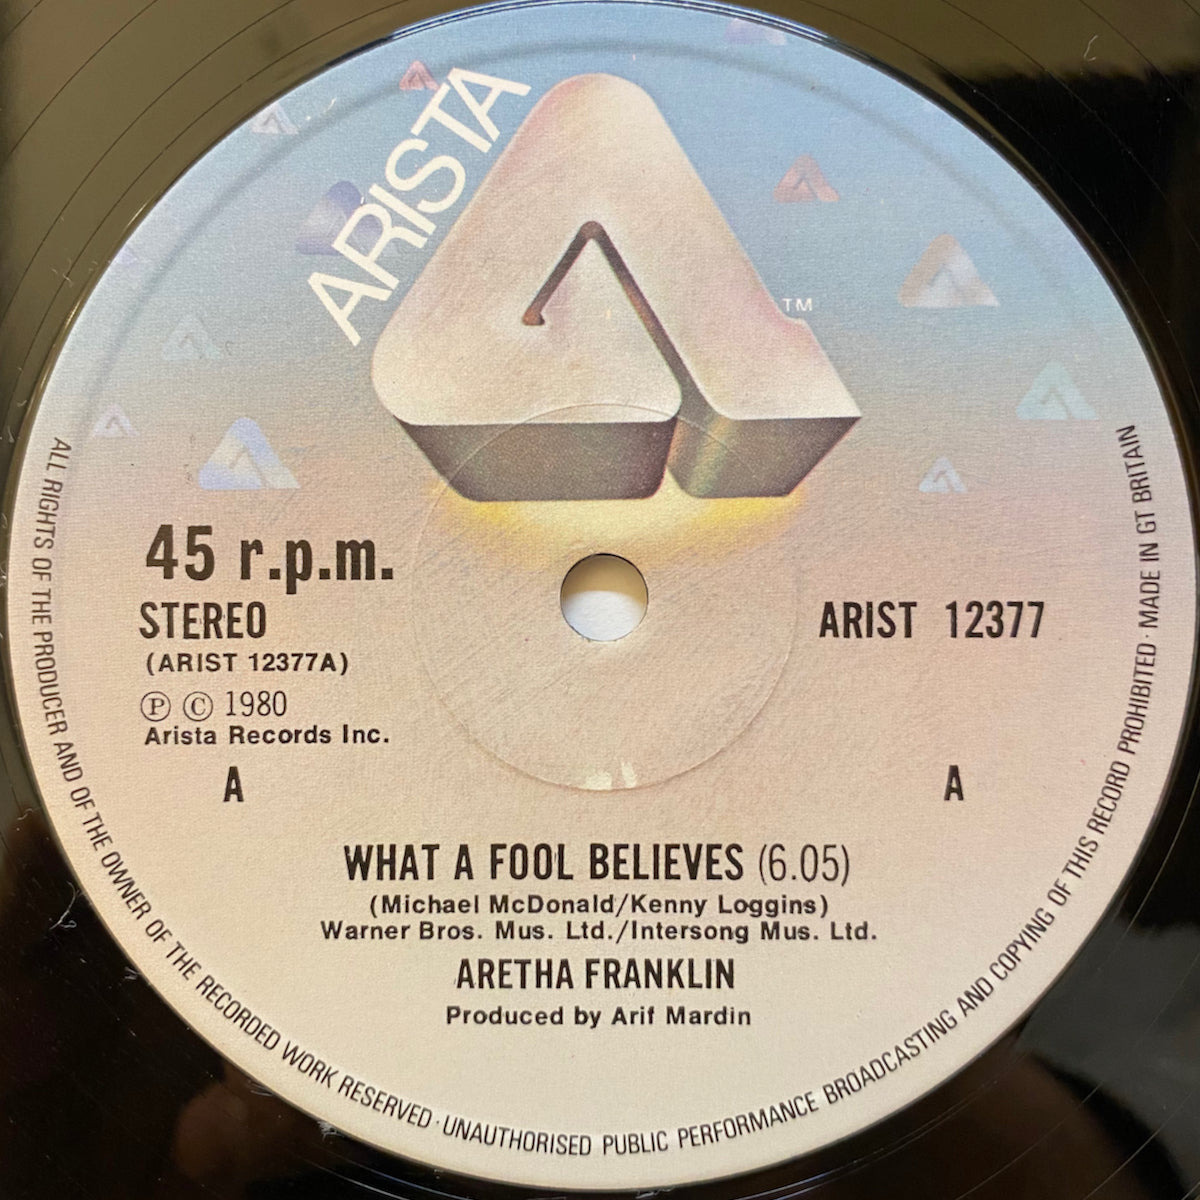 ARISTA
TM
45 r.p.m.
STEREO
(ARIST 12377A)
℗ © 1980
Arista Records Inc.
A
ARIST 12377
A
WHAT A FOOL BELIEVES (6.05)
(Michael McDonald/Kenny Loggins)
Warner Bros. Mus. Ltd./Intersong Mus. Ltd.
ARETHA FRANKLIN
Produced by Arif Mardin
ALL RIGHTS OF THE PRODUCER AND OF THE OWNER OF THE RECORDED WORK RESERVED · UNAUTHORISED PUBLIC PERFORMANCE BROADCASTING AND COPYING OF THIS RECORD PROHIBITED · MADE IN GT BRITAIN